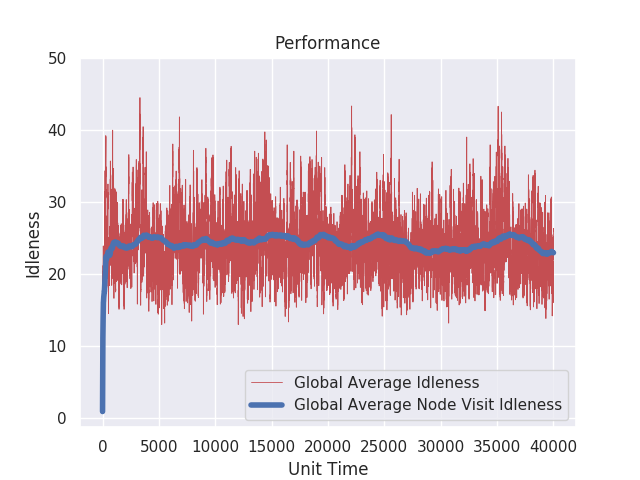 Performance
50
40
30
20
10
0
Idleness
Global Average Idleness
Global Average Node Visit Idleness
0 5000 10000 15000 20000 25000 30000 35000 40000
Unit Time